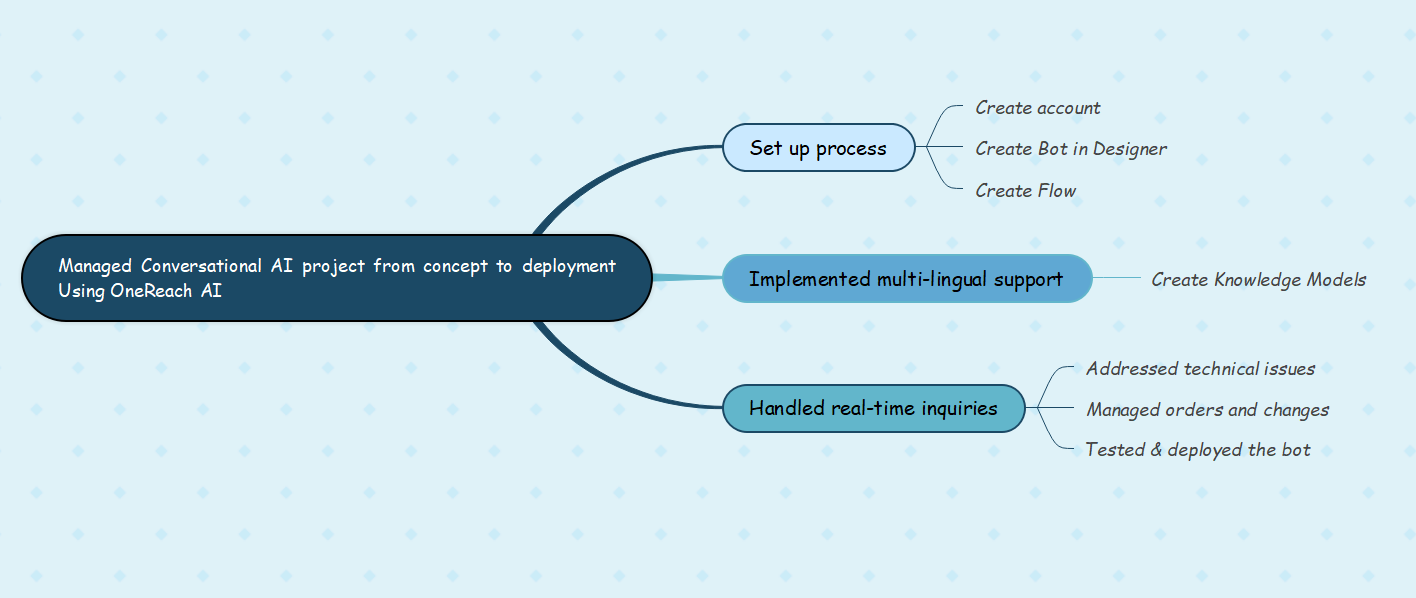 Managed Conversational AI project from concept to deployment
Using OneReach AI
Set up process
Create account
Create Bot in Designer
Create Flow
Implemented multi-lingual support
Create Knowledge Models
Handled real-time inquiries
Addressed technical issues
Managed orders and changes
Tested & deployed the bot